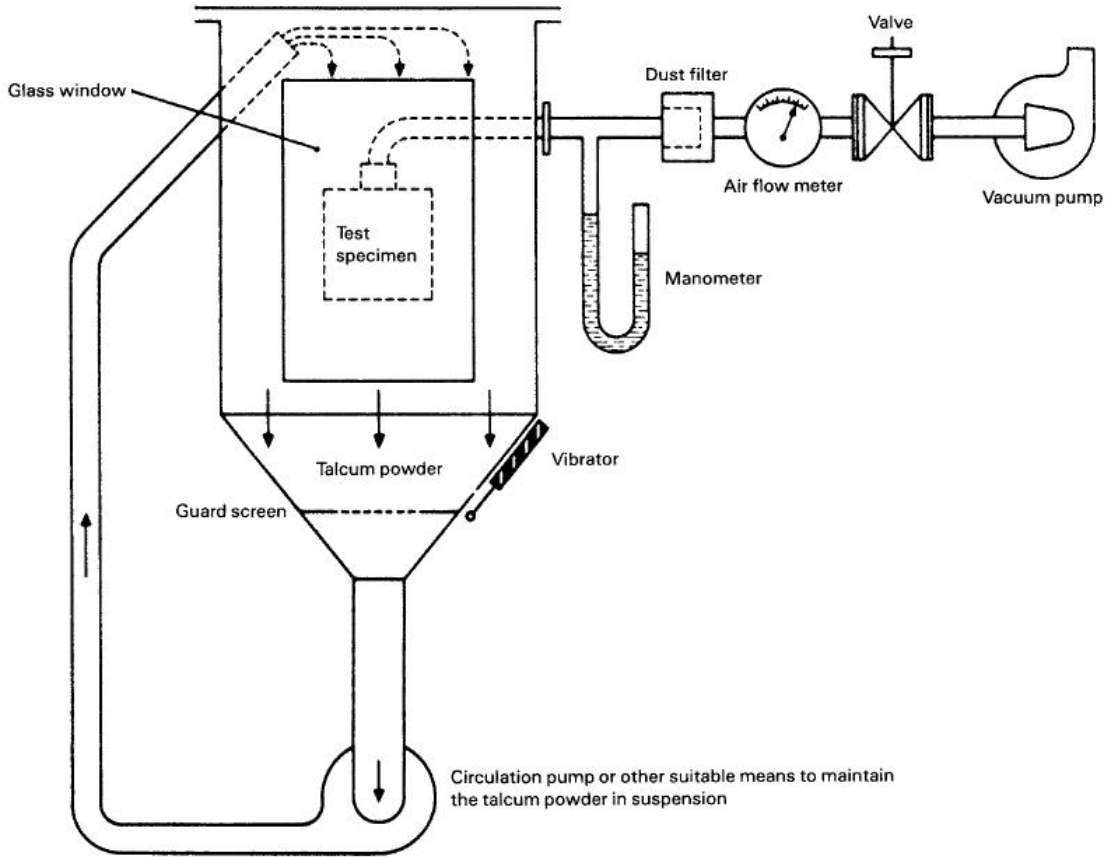 Valve
Dust filter
Glass window
Air flow meter
Vacuum pump
Test
specimen
Manometer
Talcum powder
Vibrator
Guard screen
Circulation pump or other suitable means to maintain
the talcum powder in suspension